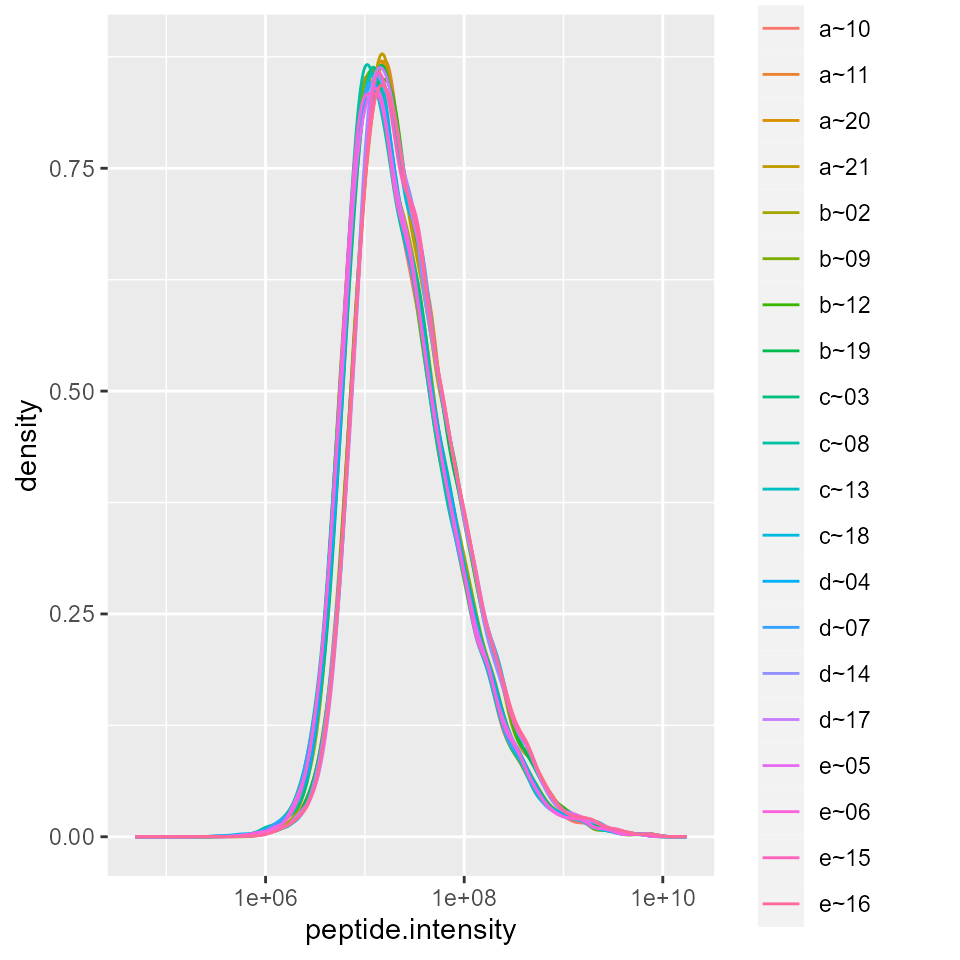 density
0.75
0.50
0.25
0.00
1e+06
1e+08
1e+10
peptide.intensity
a~10
a~11
a~20
a~21
b~02
b~09
b~12
b~19
c~03
c~08
c~13
c~18
d~04
d~07
d~14
d~17
e~05
e~06
e~15
e~16